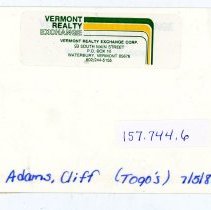 VERMONT
REALTY
EXCHANGE
VERMONT REALTY EXCHANGE CORP.
53 SOUTH MAIN STREET
P.O. BOX 10
WATERBURY, VERMONT 05676
157.744.6
Adams, Cliff (Togo's) 7/5/8